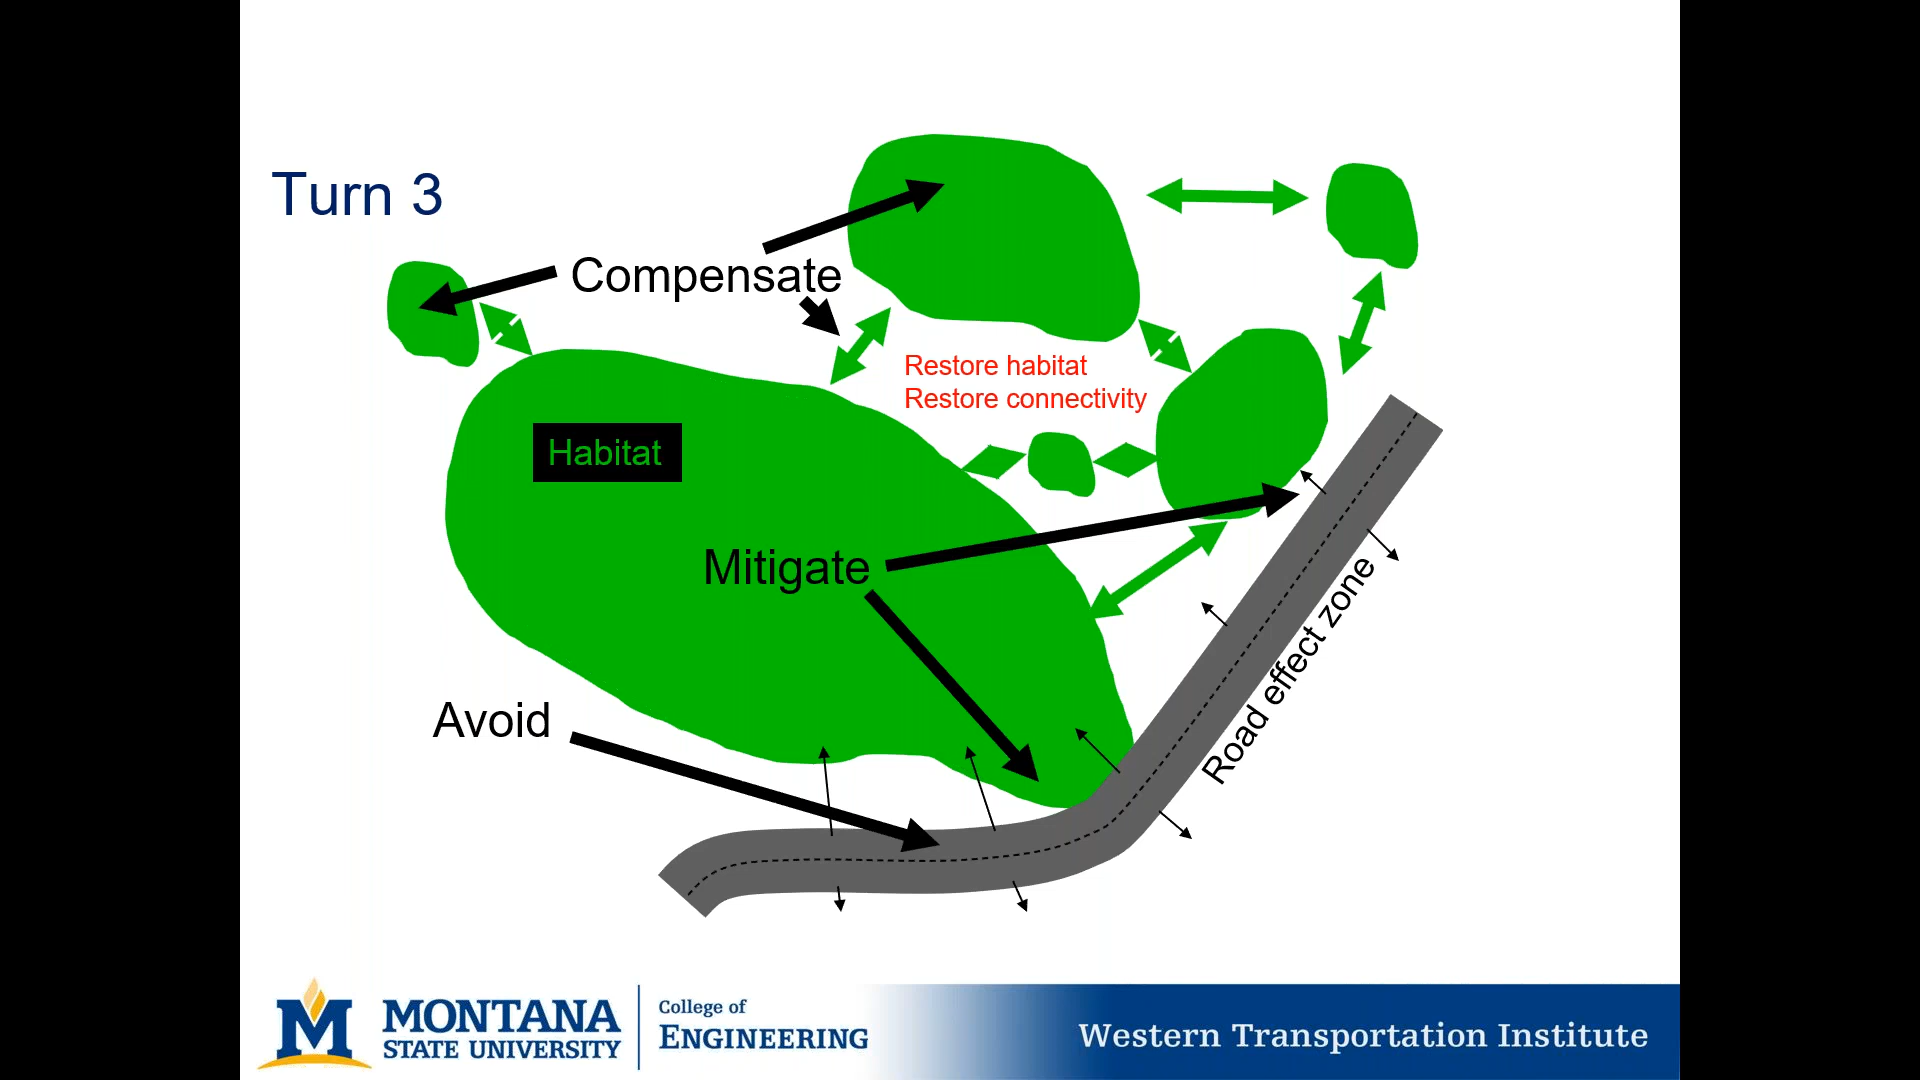 Turn 3
Compensate
Restore habitat
Restore connectivity
Habitat
Mitigate
Road effect zone
Avoid
M
MONTANA
STATE UNIVERSITY
College of
ENGINEERING
Western Transportation Institute